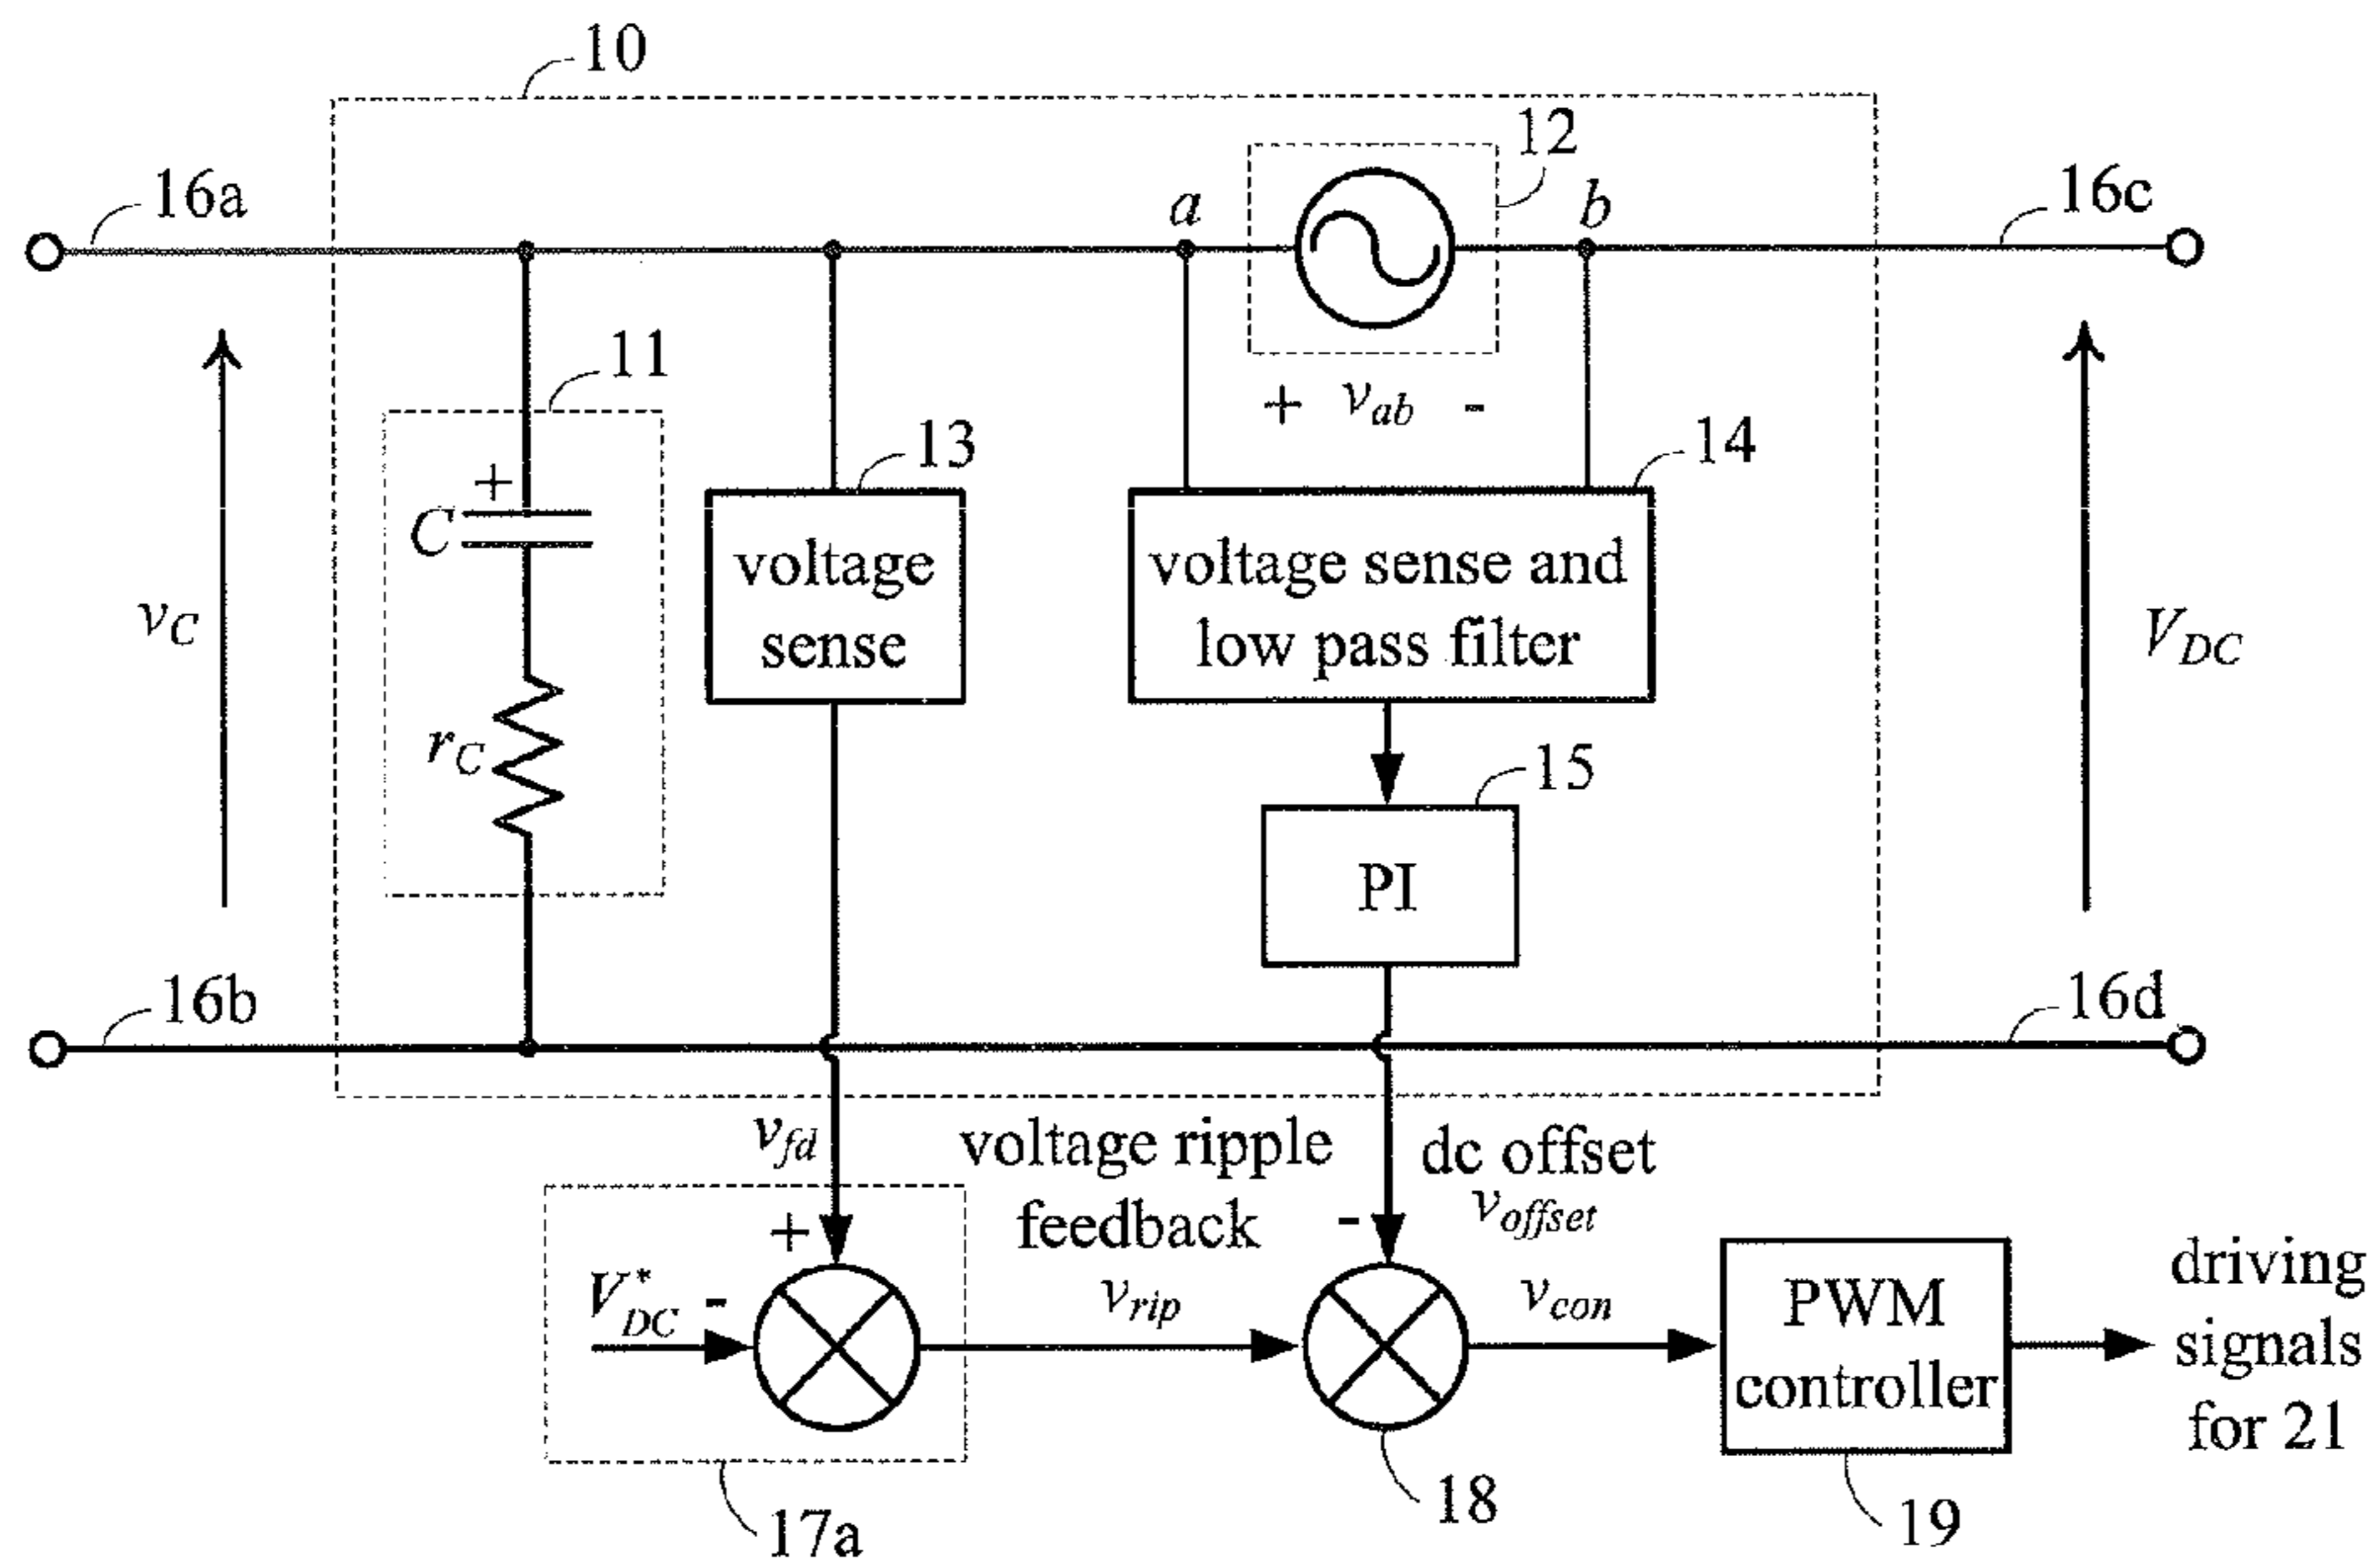 10
12
16a
a
b
16c
11
+ v_ab -
13
14
+
C
voltage
sense
voltage sense and
low pass filter
v_C
V_DC
r_C
15
PI
16b
16d
v_fd
voltage ripple
feedback
dc offset
v_offset
+
-
V*_DC
-
v_rip
v_con
PWM
controller
driving
signals
for 21
17a
18
19